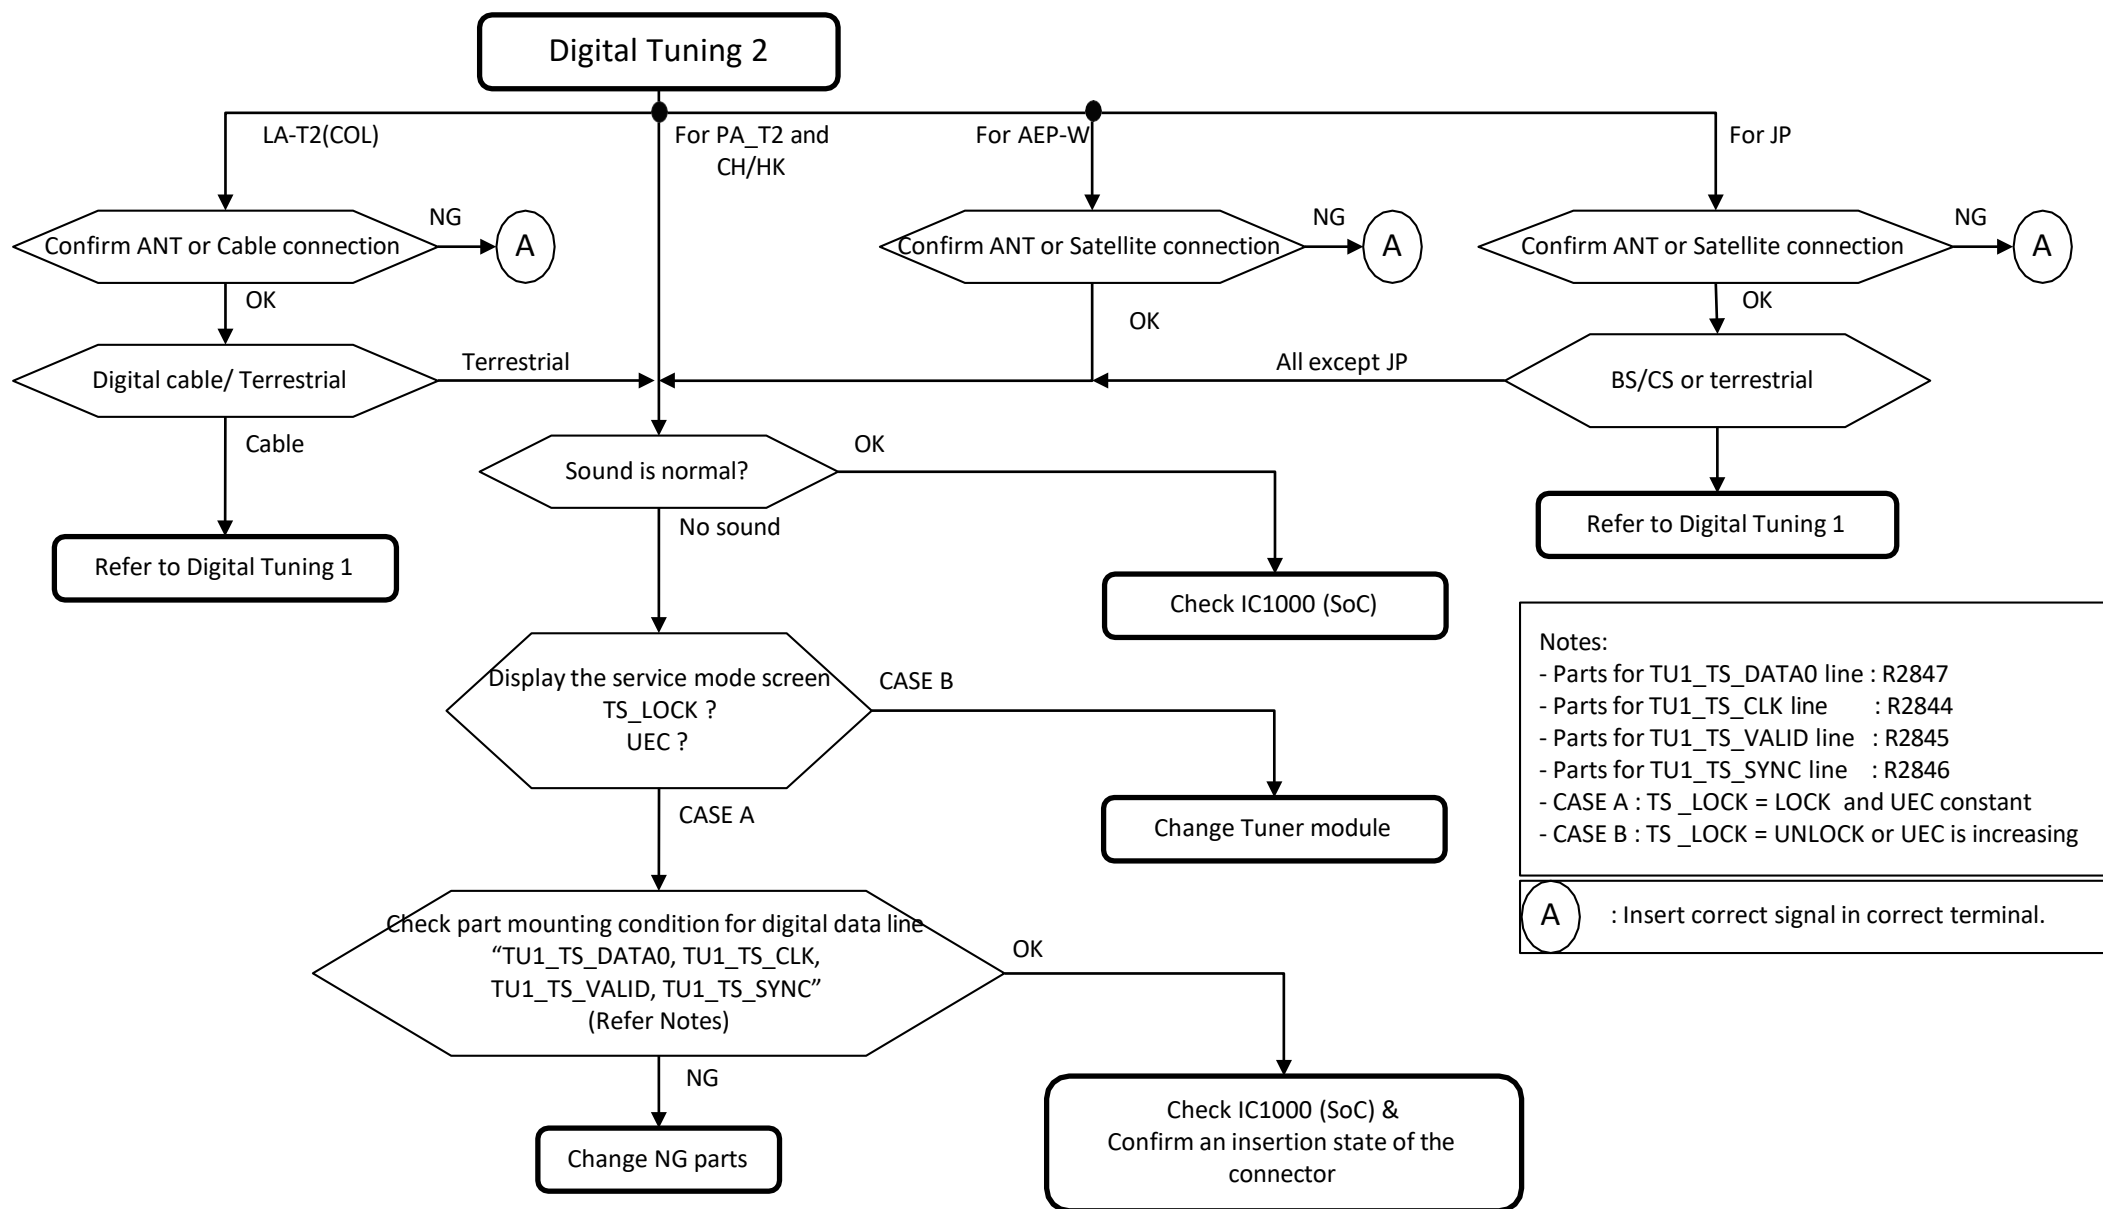 Digital Tuning 2
LA-T2(COL)
For PA_T2 and
CH/HK
For AEP-W
For JP
Confirm ANT or Cable connection
NG
A
Confirm ANT or Satellite connection
NG
A
Confirm ANT or Satellite connection
NG
A
OK
OK
OK
Digital cable/ Terrestrial
Terrestrial
All except JP
BS/CS or terrestrial
Cable
Sound is normal?
OK
Refer to Digital Tuning 1
No sound
Refer to Digital Tuning 1
Check IC1000 (SoC)
Display the service mode screen
TS_LOCK ?
UEC ?
CASE B
CASE A
Change Tuner module
Notes:
- Parts for TU1_TS_DATA0 line : R2847
- Parts for TU1_TS_CLK line : R2844
- Parts for TU1_TS_VALID line : R2845
- Parts for TU1_TS_SYNC line : R2846
- CASE A : TS _LOCK = LOCK and UEC constant
- CASE B : TS _LOCK = UNLOCK or UEC is increasing
A : Insert correct signal in correct terminal.
Check part mounting condition for digital data line
“TU1_TS_DATA0, TU1_TS_CLK,
TU1_TS_VALID, TU1_TS_SYNC”
(Refer Notes)
OK
NG
Change NG parts
Check IC1000 (SoC) &
Confirm an insertion state of the
connector